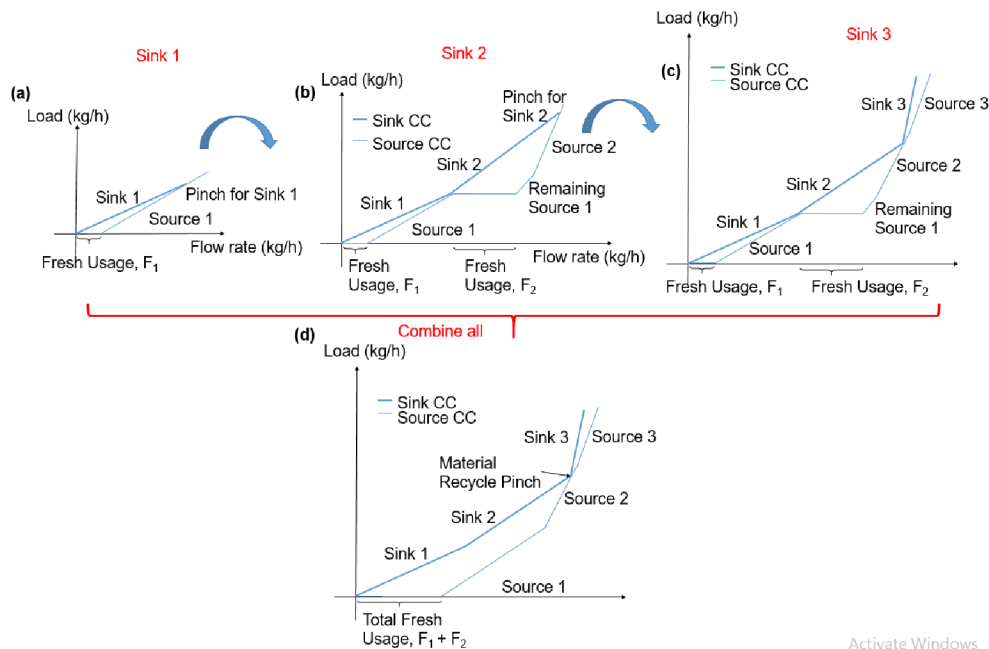 Sink 1
(a)
Load (kg/h)
Sink 1
Pinch for Sink 1
Source 1
Flow rate (kg/h)
Fresh Usage, F1
Sink 2
(b)
Load (kg/h)
Pinch for
Sink 2
Sink CC
Source CC
Sink 2
Source 2
Sink 1
Remaining
Source 1
Source 1
Flow rate (kg/h)
Fresh
Usage, F1
Fresh
Usage, F2
Sink 3
Load (kg/h)
(c)
Sink CC
Source CC
Sink 3
Source 3
Source 2
Sink 2
Sink 1
Remaining
Source 1
Source 1
Fresh Usage, F1
Fresh Usage, F2
Combine all
(d)
Load (kg/h)
Sink CC
Source CC
Sink 3
Source 3
Material
Recycle Pinch
Source 2
Sink 2
Sink 1
Source 1
Total Fresh
Usage, F1 + F2
Activate Windows